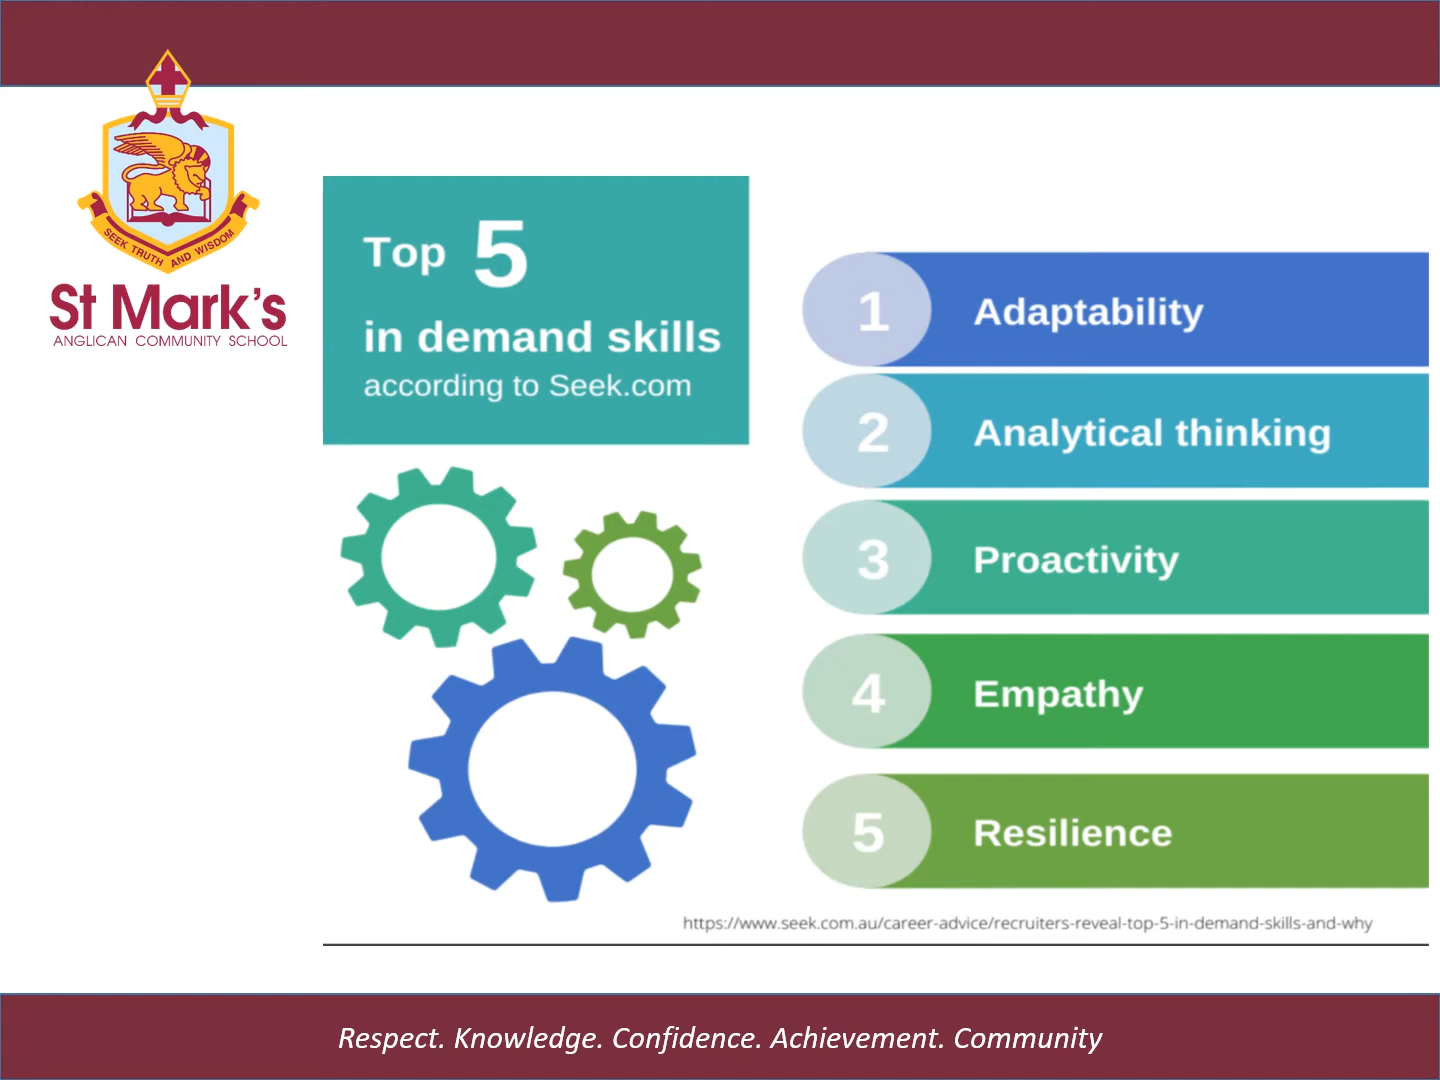 SEEK TRUTH AND WISDOM
St Mark's
ANGLICAN COMMUNITY SCHOOL
Top 5
in demand skills
according to Seek.com
1 Adaptability
2 Analytical thinking
3 Proactivity
4 Empathy
5 Resilience
https://www.seek.com.au/career-advice/recruiters-reveal-top-5-in-demand-skills-and-why
Respect. Knowledge. Confidence. Achievement. Community